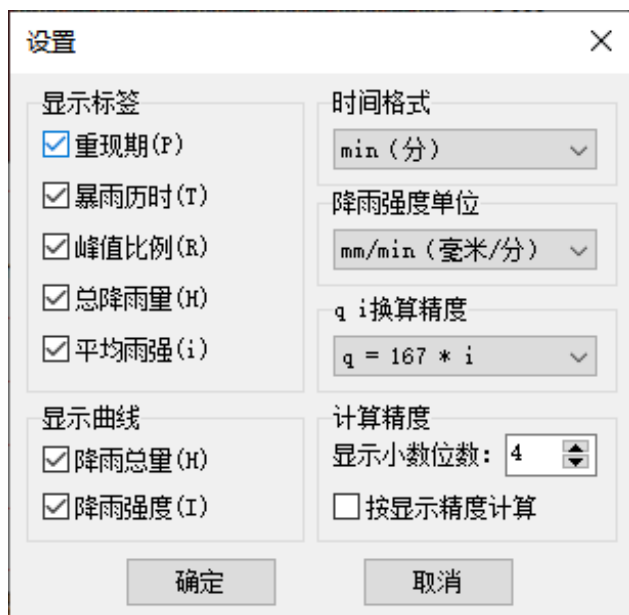 设置
显示标签
重现期(P)
暴雨历时(T)
峰值比例(R)
总降雨量(H)
平均雨强(i)
显示曲线
降雨总量(H)
降雨强度(I)
时间格式
min（分）
降雨强度单位
mm/min（毫米/分）
q i换算精度
q = 167 * i
计算精度
显示小数位数: 4
按显示精度计算
确定
取消